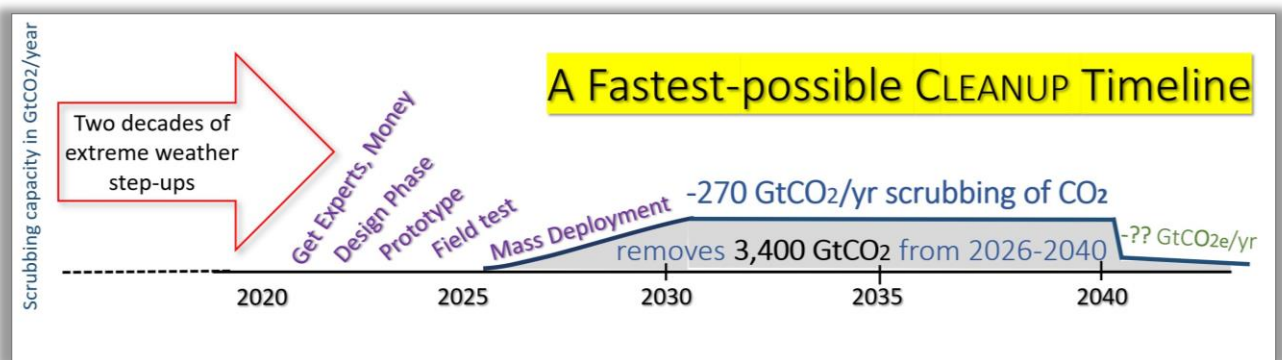 Scrubbing capacity in GtCO2/year
Two decades of
extreme weather
step-ups
A Fastest-possible CLEANUP Timeline
Get Experts, Money
Design Phase
Prototype
Field test
Mass Deployment
-270 GtCO2/yr scrubbing of CO2
removes 3,400 GtCO2 from 2026-2040
-?? GtCO2e/yr
2020
2025
2030
2035
2040